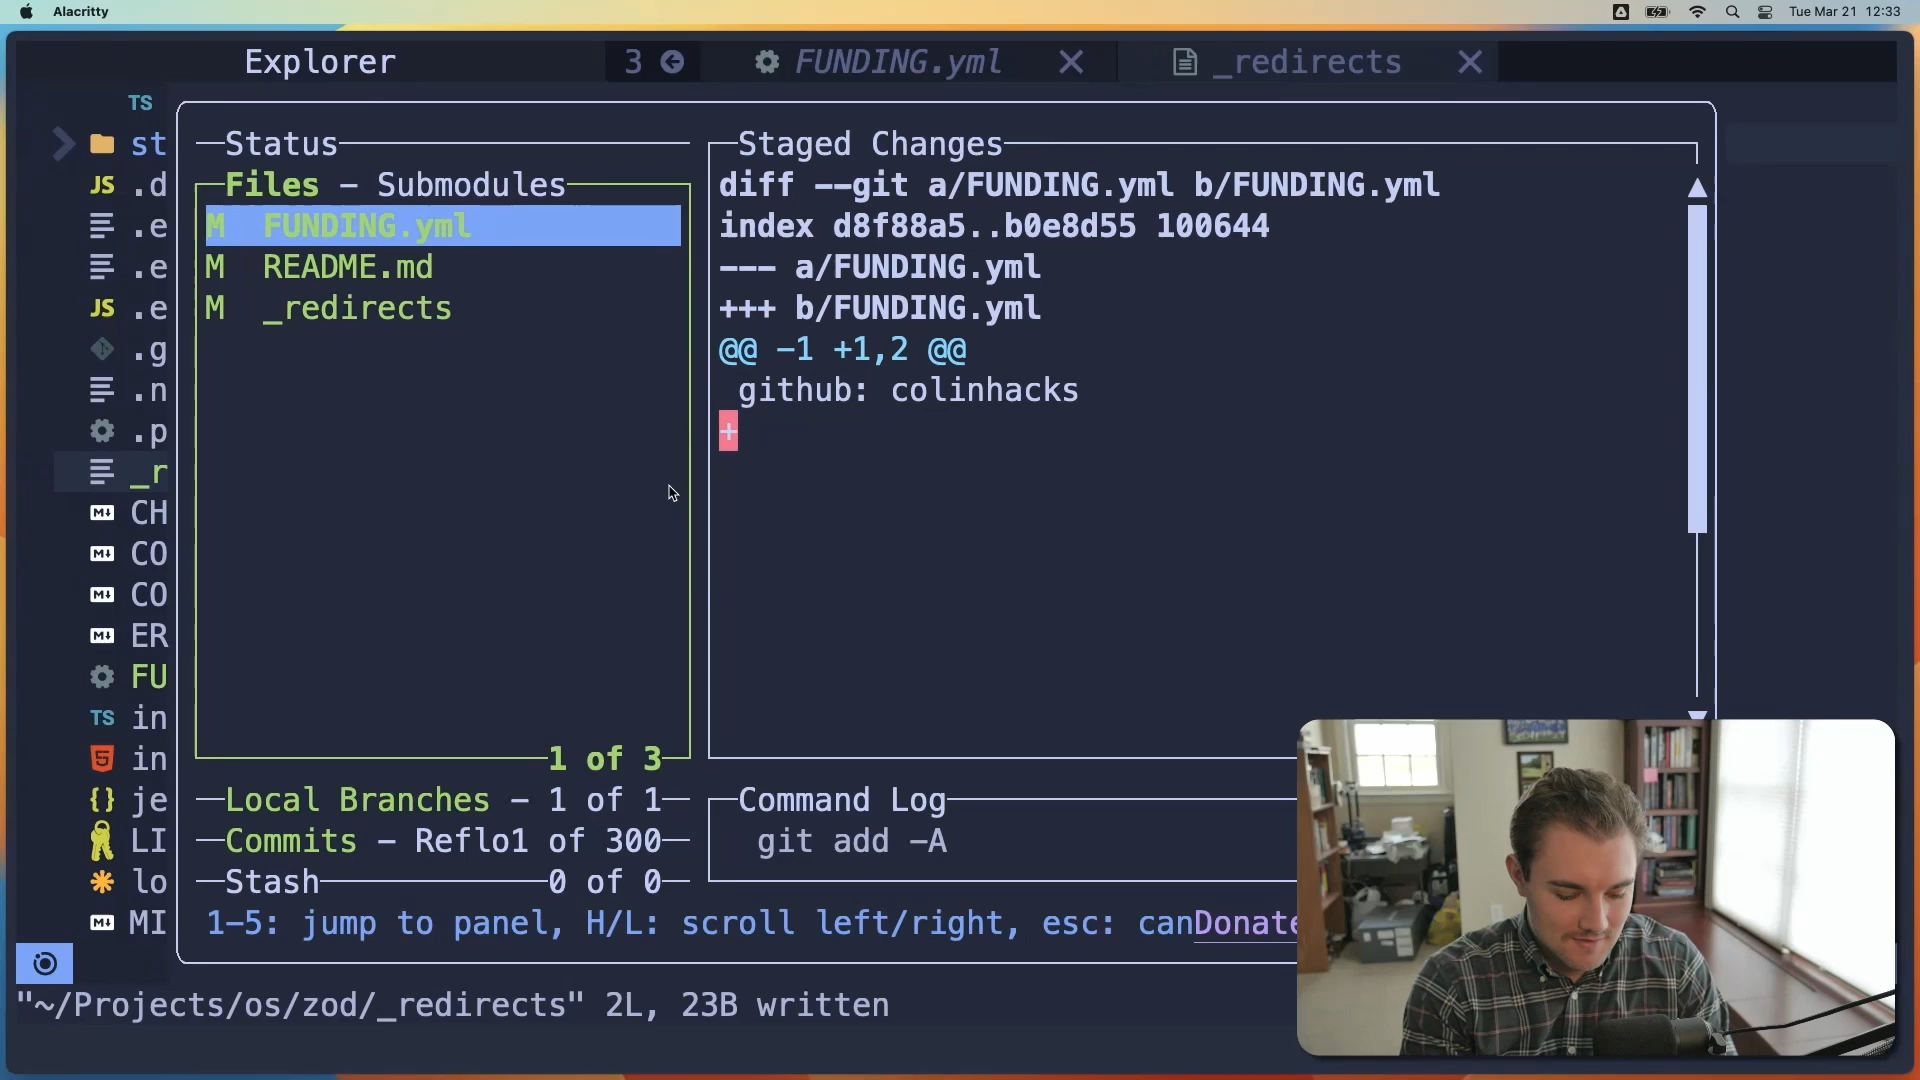 Alacritty
Tue Mar 21 12:33
Explorer
3
FUNDING.yml
_redirects
TS
st
JS .d
.e
.e
JS .e
.g
.n
.p
_r
CH
CO
CO
ER
FU
TS in
in
{} je
LI
lo
MI
Status
Files - Submodules
M FUNDING.yml
M README.md
M _redirects
1 of 3
Local Branches - 1 of 1
Commits - Reflo1 of 300
Stash 0 of 0
Staged Changes
diff --git a/FUNDING.yml b/FUNDING.yml
index d8f88a5..b0e8d55 100644
--- a/FUNDING.yml
+++ b/FUNDING.yml
@@ -1 +1,2 @@
github: colinhacks
+
Command Log
git add -A
1-5: jump to panel, H/L: scroll left/right, esc: canDonate
"~/Projects/os/zod/_redirects" 2L, 23B written